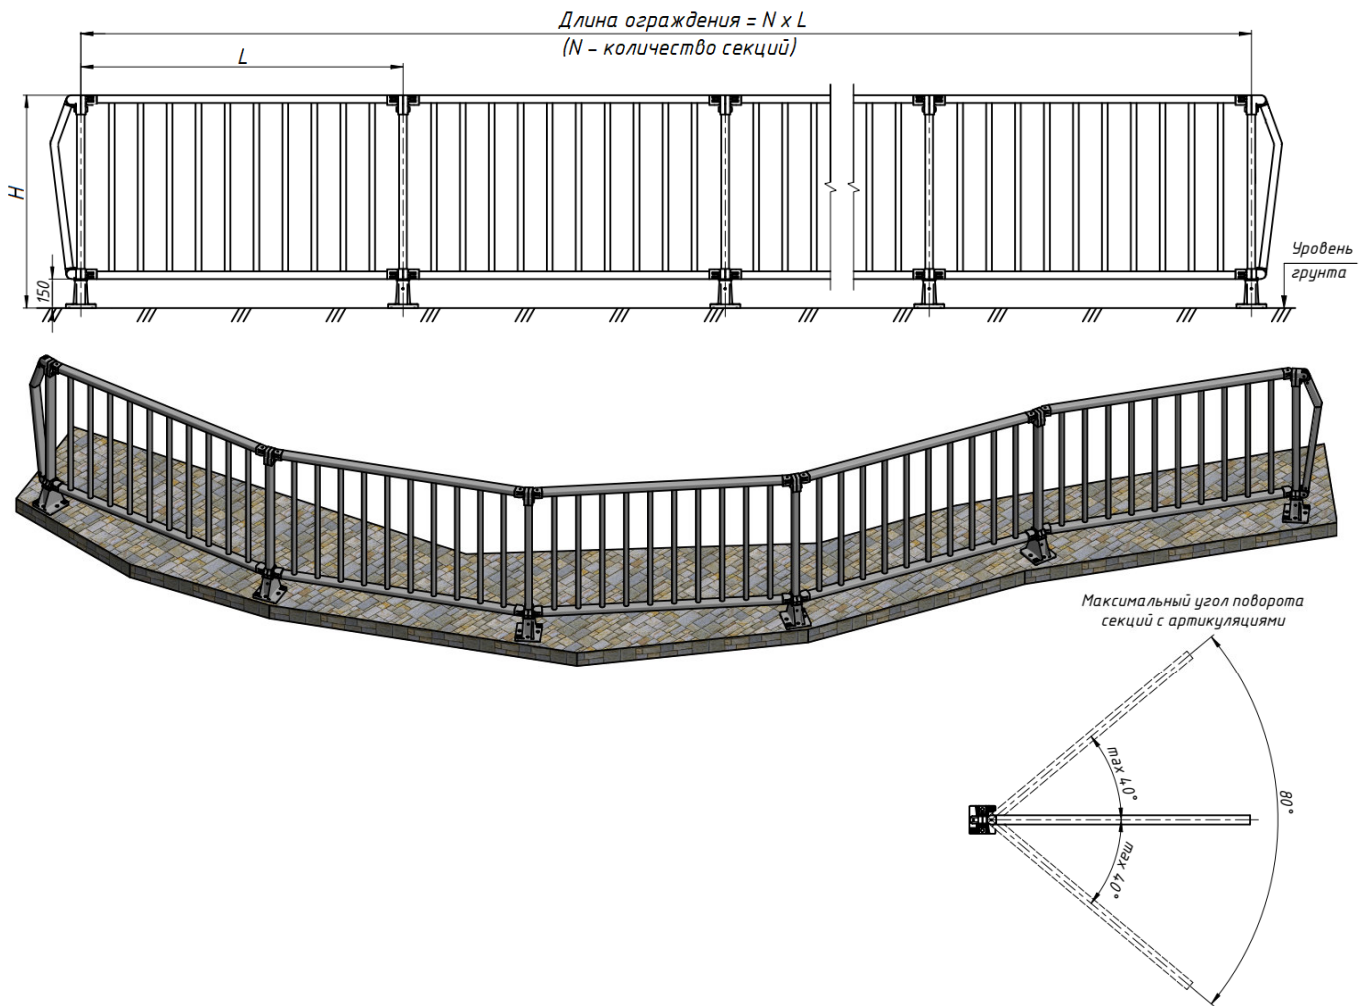 Длина ограждения = N x L
(N - количество секций)
L
H
150
Уровень
грунта
Максимальный угол поворота
секций с артикуляциями
max 40°
80°
max 40°